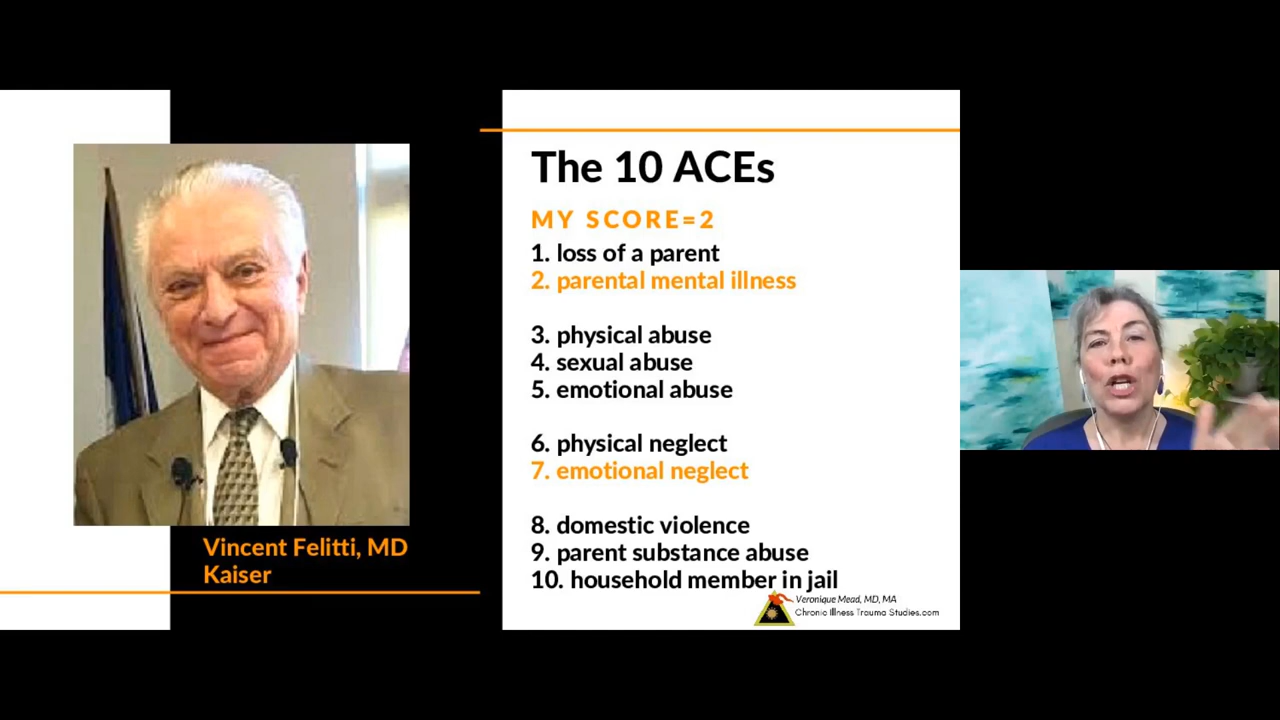 The 10 ACEs
MY SCORE=2
1. loss of a parent
2. parental mental illness
3. physical abuse
4. sexual abuse
5. emotional abuse
6. physical neglect
7. emotional neglect
8. domestic violence
9. parent substance abuse
10. household member in jail
Vincent Felitti, MD
Kaiser
Veronique Mead, MD, MA
Chronic Illness Trauma Studies.com